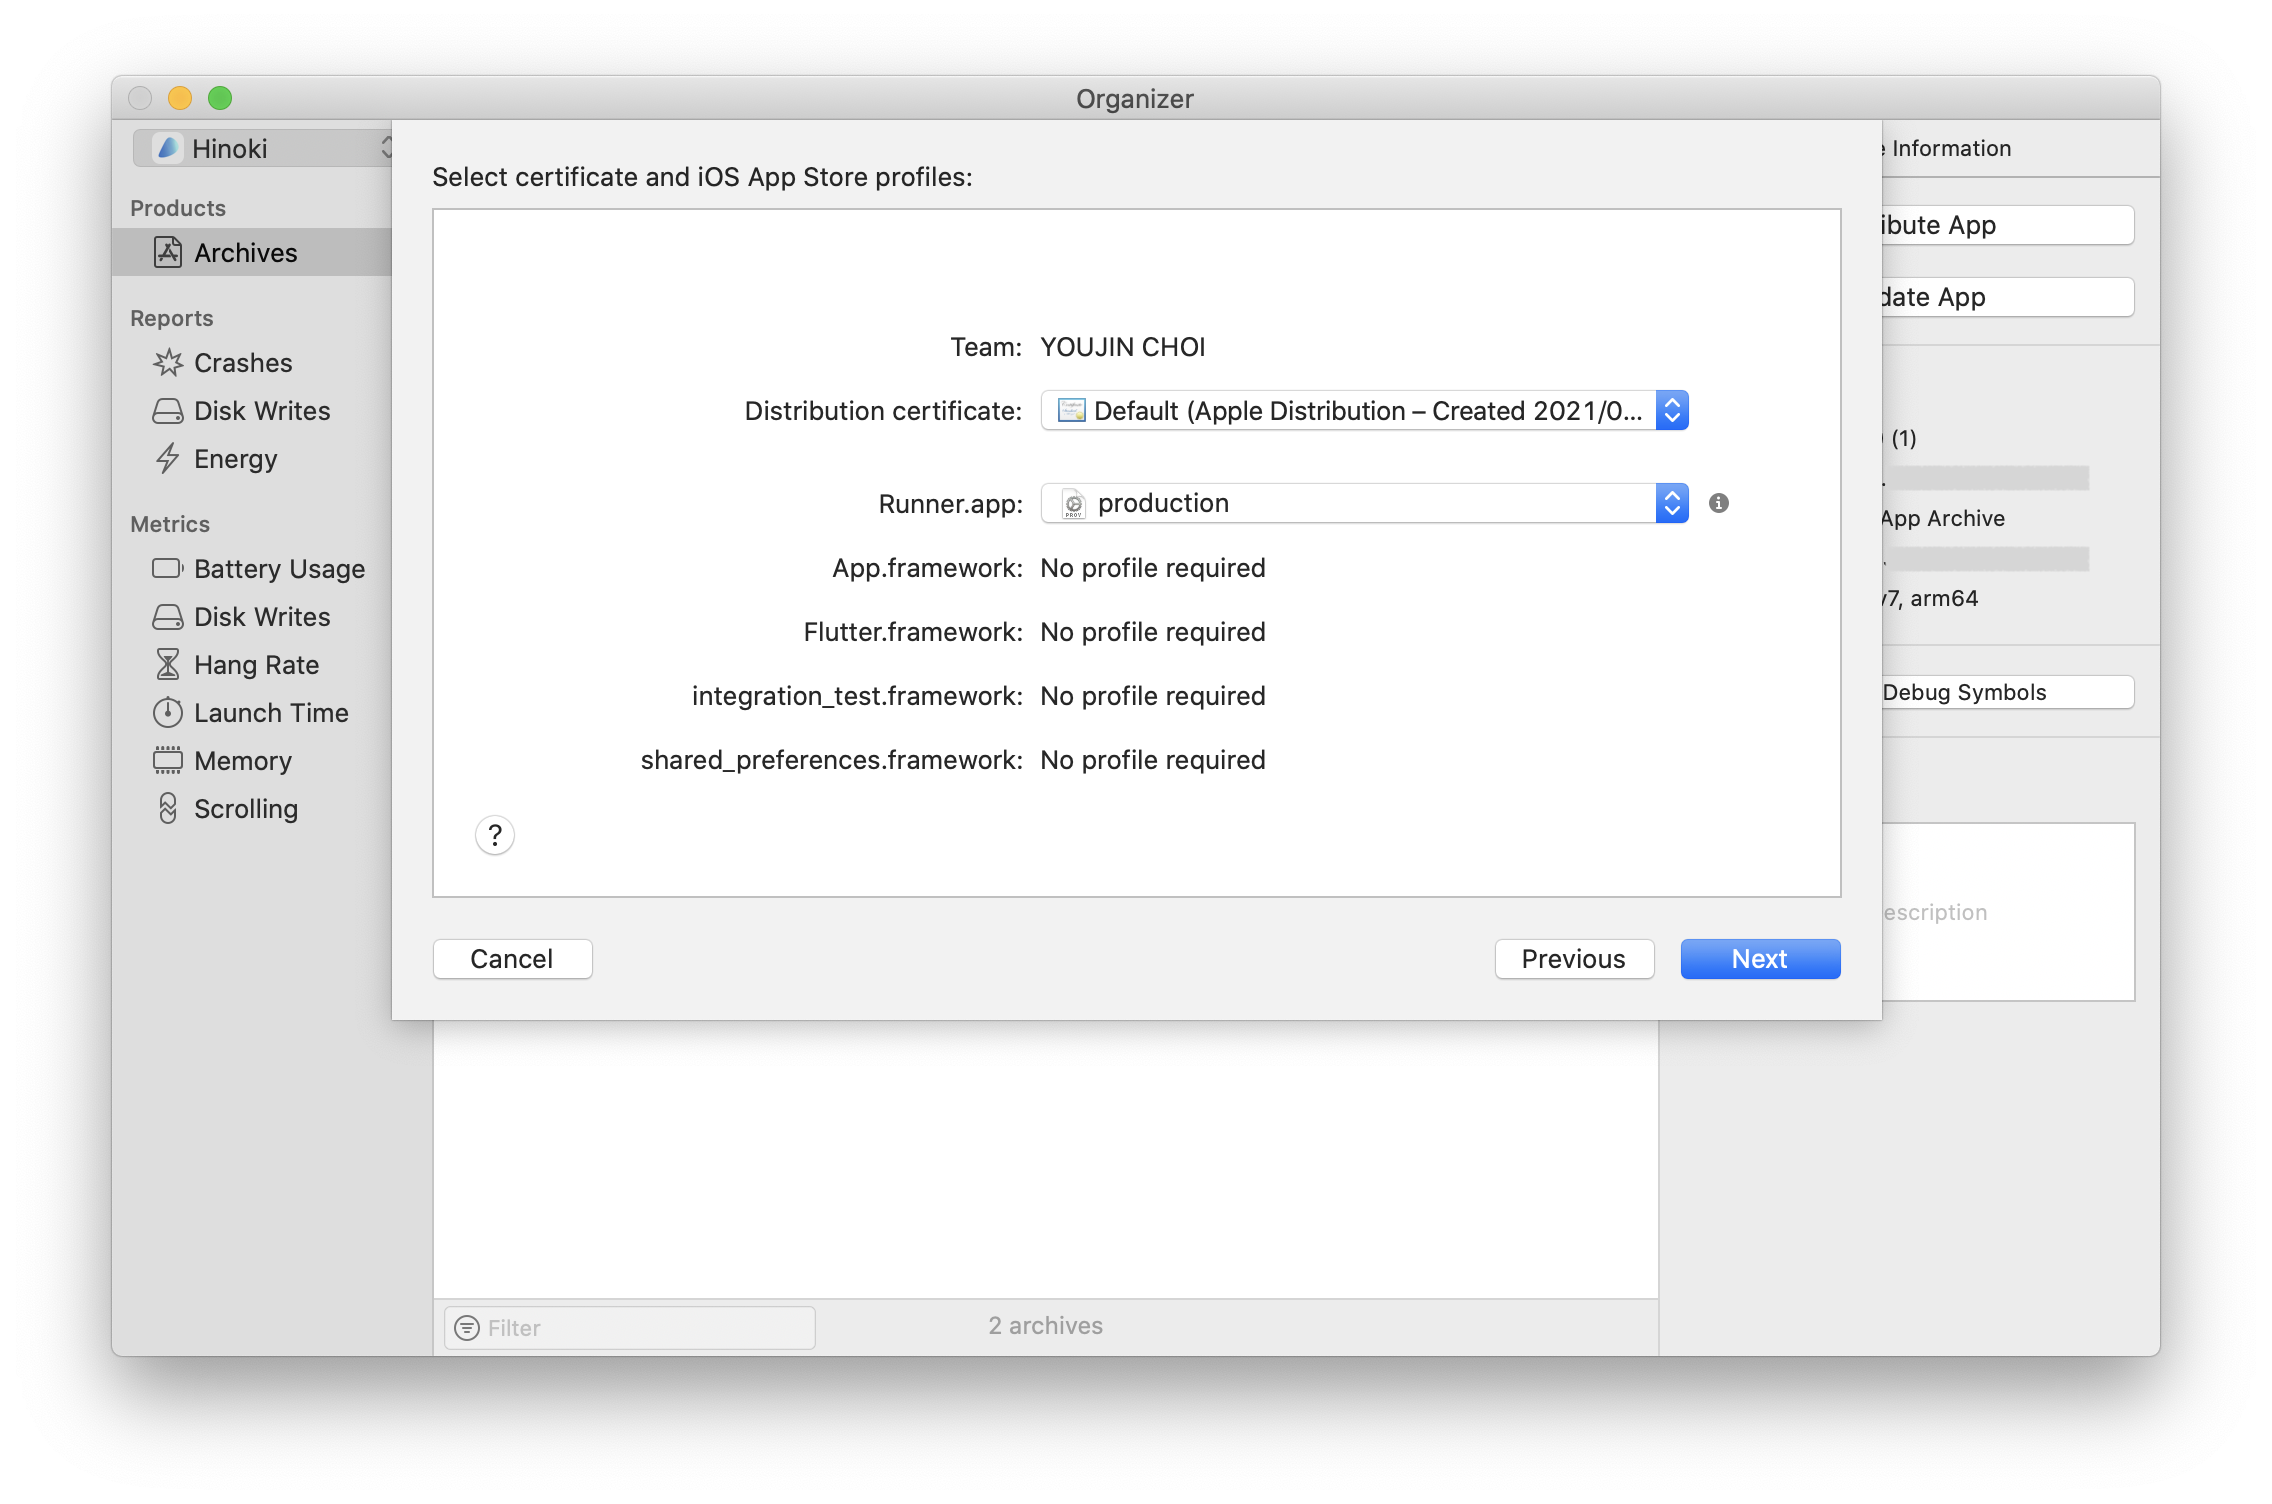 Organizer
Hinoki
Products
Archives
Reports
Crashes
Disk Writes
Energy
Metrics
Battery Usage
Disk Writes
Hang Rate
Launch Time
Memory
Scrolling
Select certificate and iOS App Store profiles:
Team: YOUJIN CHOI
Distribution certificate: Default (Apple Distribution – Created 2021/0...
Runner.app: production
App.framework: No profile required
Flutter.framework: No profile required
integration_test.framework: No profile required
shared_preferences.framework: No profile required
?
Cancel
Previous
Next
Filter
2 archives
Information
ibute App
date App
(1)
App Archive
v7, arm64
Debug Symbols
escription